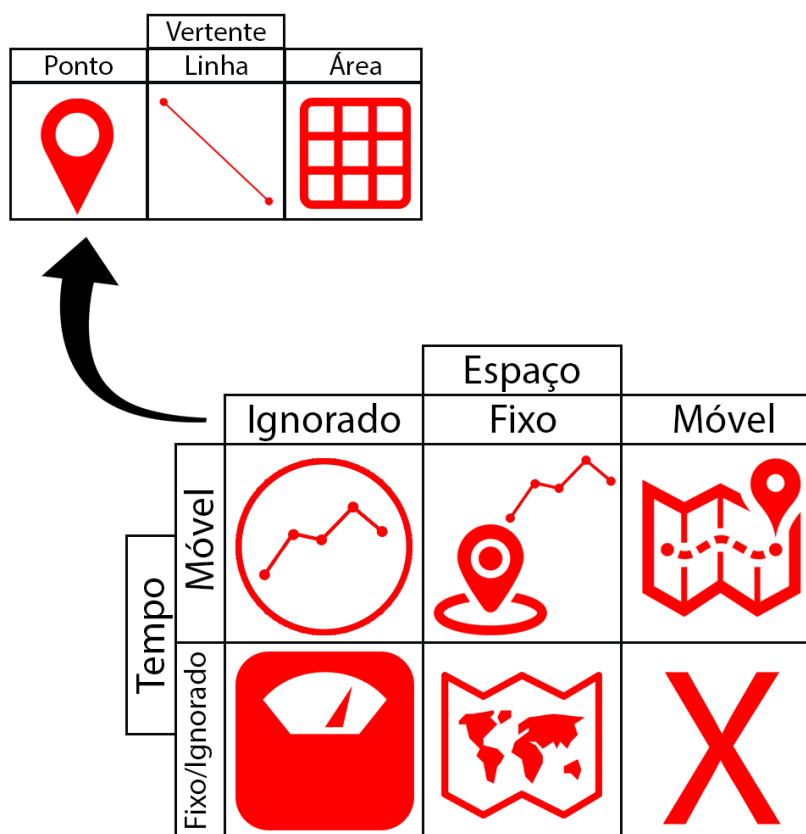 Vertente
Ponto Linha Área
Espaço
Ignorado Fixo Móvel
Tempo
Móvel
Fixo/Ignorado